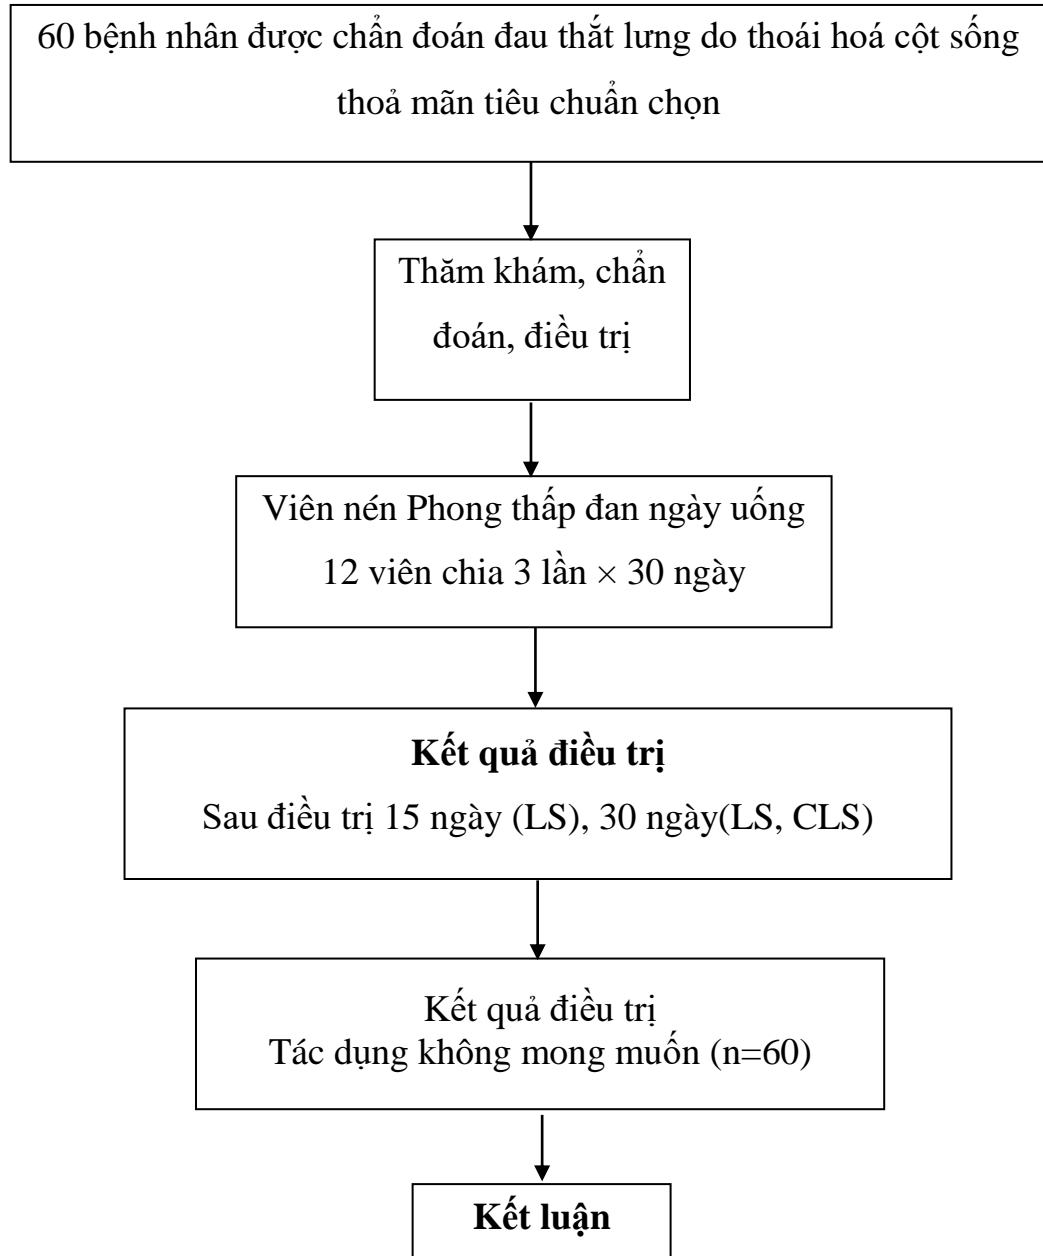 60 bệnh nhân được chẩn đoán đau thắt lưng do thoái hoá cột sống
thoả mãn tiêu chuẩn chọn
Thăm khám, chẩn
đoán, điều trị
Viên nén Phong thấp đan ngày uống
12 viên chia 3 lần × 30 ngày
Kết quả điều trị
Sau điều trị 15 ngày (LS), 30 ngày(LS, CLS)
Kết quả điều trị
Tác dụng không mong muốn (n=60)
Kết luận